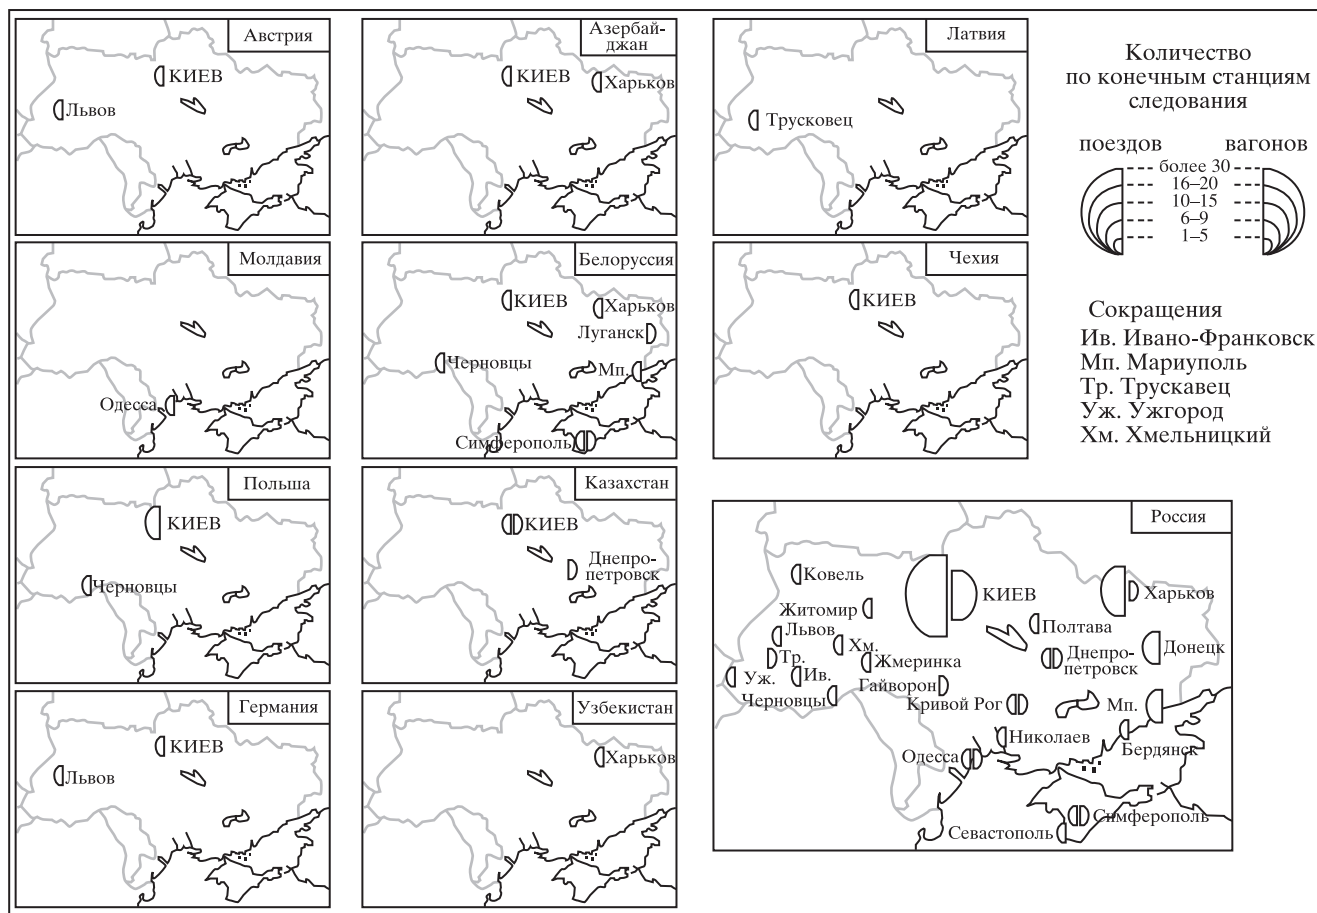 Австрия
КИЕВ
Львов
Азербай-
джан
КИЕВ
Харьков
Латвия
Трусковец
Количество
по конечным станциям
следования
поездов вагонов
более 30
16–20
10–15
6–9
1–5
Молдавия
Одесса
Белоруссия
КИЕВ
Харьков
Луганск
Черновцы
Мп.
Симферополь
Чехия
КИЕВ
Сокращения
Ив. Ивано-Франковск
Мп. Мариуполь
Тр. Трускавец
Уж. Ужгород
Хм. Хмельницкий
Польша
КИЕВ
Черновцы
Казахстан
КИЕВ
Днепро-
петровск
Россия
Ковель
КИЕВ
Харьков
Житомир
Полтава
Львов
Хм.
Донецк
Тр.
Жмеринка
Днепро-
петровск
Уж.
Ив.
Гайворон
Черновцы
Кривой Рог
Мп.
Николаев
Бердянск
Одесса
Симферополь
Севастополь
Германия
КИЕВ
Львов
Узбекистан
Харьков